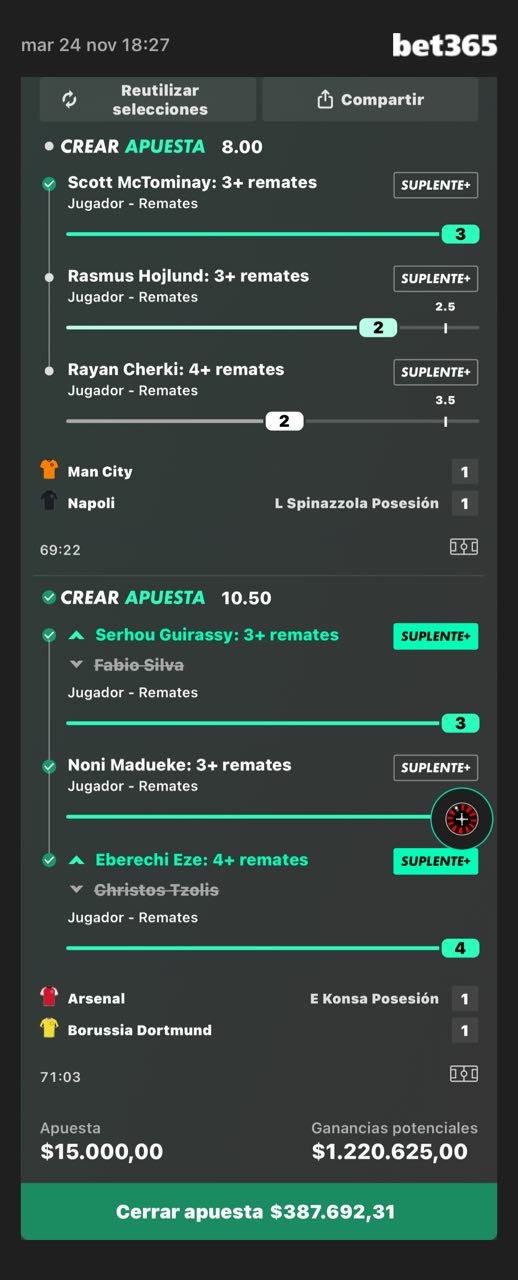 mar 24 nov 18:27
bet365
Reutilizar
selecciones
Compartir
CREAR APUESTA 8.00
Scott McTominay: 3+ remates
SUPLENTE+
Jugador - Remates
3
Rasmus Hojlund: 3+ remates
SUPLENTE+
Jugador - Remates
2.5
2
Rayan Cherki: 4+ remates
SUPLENTE+
Jugador - Remates
3.5
2
Man City 1
Napoli L Spinazzola Posesión 1
69:22
CREAR APUESTA 10.50
Serhou Guirassy: 3+ remates
SUPLENTE+
Fabio Silva
Jugador - Remates
3
Noni Madueke: 3+ remates
SUPLENTE+
Jugador - Remates
Eberechi Eze: 4+ remates
SUPLENTE+
Christos Tzolis
Jugador - Remates
4
Arsenal E Konsa Posesión 1
Borussia Dortmund 1
71:03
Apuesta Ganancias potenciales
$15.000,00 $1.220.625,00
Cerrar apuesta $387.692,31